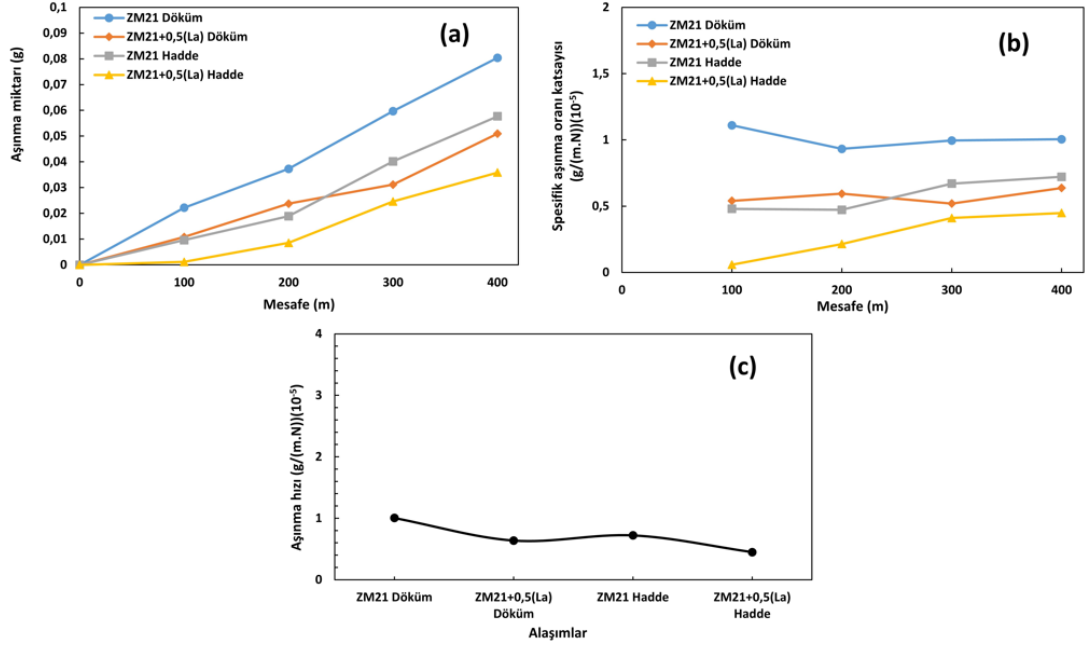 (a)
Aşınma miktarı (g)
0,1
0,09
0,08
0,07
0,06
0,05
0,04
0,03
0,02
0,01
0
ZM21 Döküm
ZM21+0,5(La) Döküm
ZM21 Hadde
ZM21+0,5(La) Hadde
0 100 200 300 400
Mesafe (m)
(b)
Spesifik aşınma oranı katsayısı
(g/(m.N))(10⁻⁵)
2
1,5
1
0,5
0
ZM21 Döküm
ZM21+0,5(La) Döküm
ZM21 Hadde
ZM21+0,5(La) Hadde
0 100 200 300 400
Mesafe (m)
(c)
Aşınma hızı (g/(m.N))(10⁻⁵)
4
3
2
1
0
ZM21 Döküm ZM21+0,5(La) ZM21 Hadde ZM21+0,5(La)
Döküm Hadde
Alaşımlar